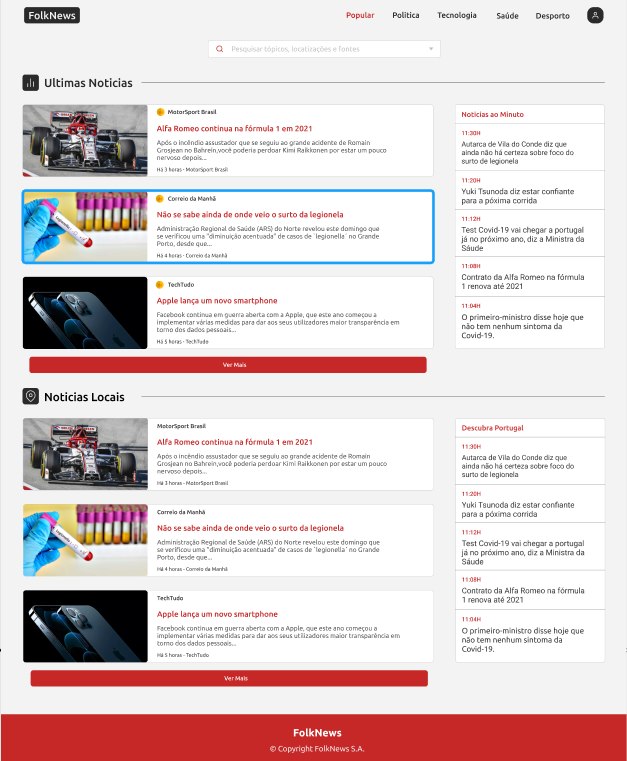 FolkNews
Popular
Política
Tecnologia
Saúde
Desporto
Pesquisar tópicos, localizações e fontes
Ultimas Noticias
MotorSport Brasil
Alfa Romeo continua na fórmula 1 em 2021
Após o incêndio assustador que se seguiu ao grande acidente de Romain
Grosjean no Bahrein,você poderia perdoar Kimi Raikkonen por estar um pouco
nervoso depois...
Há 3 horas - MotorSport Brasil
Correio da Manhã
Não se sabe ainda de onde veio o surto da legionela
Administração Regional de Saúde (ARS) do Norte revelou este domingo que
se verificou uma "diminuição acentuada" de casos de ´legionella´ no Grande
Porto, desde que...
Há 4 horas - Correio da Manhã
TechTudo
Apple lança um novo smartphone
Facebook continua em guerra aberta com a Apple, que este ano começou a
implementar várias medidas para dar aos seus utilizadores maior transparência em
torno dos dados pessoais...
Há 5 horas - TechTudo
Ver Mais
Noticias ao Minuto
11:30H
Autarca de Vila do Conde diz que
ainda não há certeza sobre foco do
surto de legionela
11:20H
Yuki Tsunoda diz estar confiante
para a póxima corrida
11:12H
Test Covid-19 vai chegar a portugal
já no próximo ano, diz a Ministra da
Sáude
11:08H
Contrato da Alfa Romeo na fórmula
1 renova até 2021
11:04H
O primeiro-ministro disse hoje que
não tem nenhum sintoma da
Covid-19.
Noticias Locais
MotorSport Brasil
Alfa Romeo continua na fórmula 1 em 2021
Após o incêndio assustador que se seguiu ao grande acidente de Romain
Grosjean no Bahrein,você poderia perdoar Kimi Raikkonen por estar um pouco
nervoso depois...
Há 3 horas - MotorSport Brasil
Correio da Manhã
Não se sabe ainda de onde veio o surto da legionela
Administração Regional de Saúde (ARS) do Norte revelou este domingo que
se verificou uma "diminuição acentuada" de casos de ´legionella´ no Grande
Porto, desde que...
Há 4 horas - Correio da Manhã
TechTudo
Apple lança um novo smartphone
Facebook continua em guerra aberta com a Apple, que este ano começou a
implementar várias medidas para dar aos seus utilizadores maior transparência em
torno dos dados pessoais...
Há 5 horas - TechTudo
Ver Mais
Descubra Portugal
11:30H
Autarca de Vila do Conde diz que
ainda não há certeza sobre foco do
surto de legionela
11:20H
Yuki Tsunoda diz estar confiante
para a póxima corrida
11:12H
Test Covid-19 vai chegar a portugal
já no próximo ano, diz a Ministra da
Sáude
11:08H
Contrato da Alfa Romeo na fórmula
1 renova até 2021
11:04H
O primeiro-ministro disse hoje que
não tem nenhum sintoma da
Covid-19.
FolkNews
© Copyright FolkNews S.A.